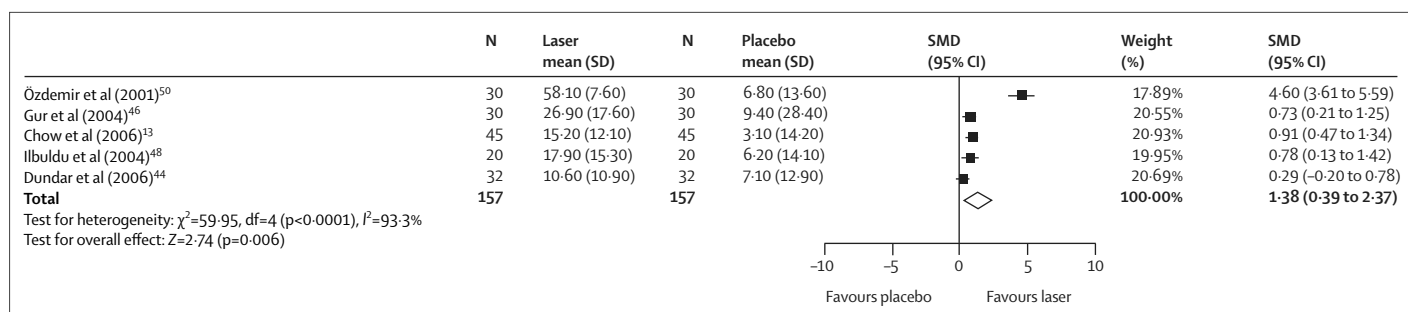 N Laser N Placebo SMD Weight SMD
mean (SD) mean (SD) (95% CI) (%) (95% CI)
Özdemir et al (2001)⁵⁰ 30 58·10 (7·60) 30 6·80 (13·60) 17·89% 4·60 (3·61 to 5·59)
Gur et al (2004)⁴⁶ 30 26·90 (17·60) 30 9·40 (28·40) 20·55% 0·73 (0·21 to 1·25)
Chow et al (2006)¹³ 45 15·20 (12·10) 45 3·10 (14·20) 20·93% 0·91 (0·47 to 1·34)
Ilbuldu et al (2004)⁴⁸ 20 17·90 (15·30) 20 6·20 (14·10) 19·95% 0·78 (0·13 to 1·42)
Dundar et al (2006)⁴⁴ 32 10·60 (10·90) 32 7·10 (12·90) 20·69% 0·29 (–0·20 to 0·78)
Total 157 157 100·00% 1·38 (0·39 to 2·37)
Test for heterogeneity: χ²=59·95, df=4 (p<0·0001), I²=93·3%
Test for overall effect: Z=2·74 (p=0·006)
–10 –5 0 5 10
Favours placebo Favours laser